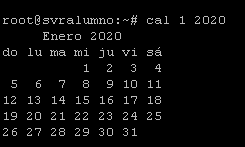 root@svralumno:~# cal 1 2020
     Enero 2020
do lu ma mi ju vi sá
          1  2  3  4
 5  6  7  8  9 10 11
12 13 14 15 16 17 18
19 20 21 22 23 24 25
26 27 28 29 30 31